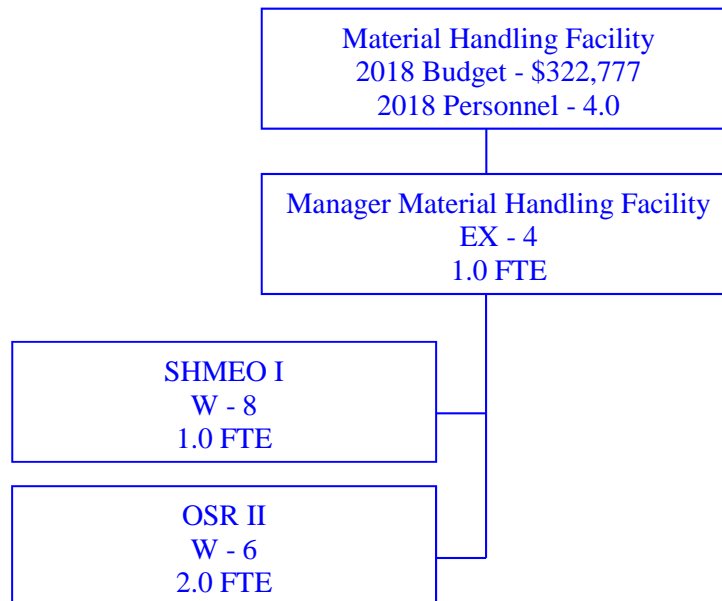 Material Handling Facility
2018 Budget - $322,777
2018 Personnel - 4.0
Manager Material Handling Facility
EX - 4
1.0 FTE
SHMEO I
W - 8
1.0 FTE
OSR II
W - 6
2.0 FTE